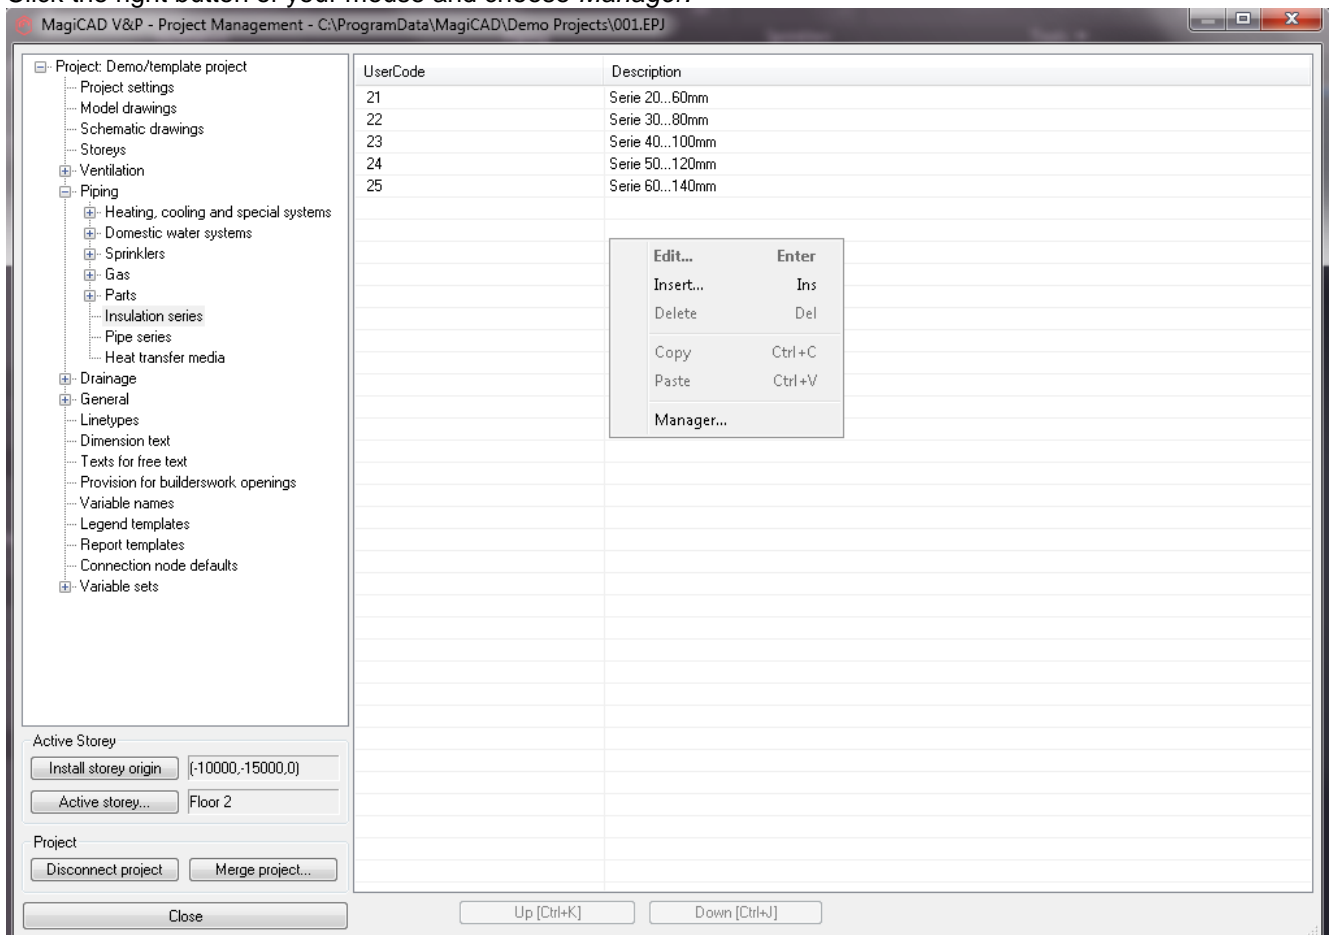 Click the right button of your mouse and choose Manager.
MagiCAD V&P - Project Management - C:\ProgramData\MagiCAD\Demo Projects\001.EPJ
Project: Demo/template project
Project settings
Model drawings
Schematic drawings
Storeys
Ventilation
Piping
Heating, cooling and special systems
Domestic water systems
Sprinklers
Gas
Parts
Insulation series
Pipe series
Heat transfer media
Drainage
General
Linetypes
Dimension text
Texts for free text
Provision for builderswork openings
Variable names
Legend templates
Report templates
Connection node defaults
Variable sets
Active Storey
Install storey origin (-10000,-15000,0)
Active storey... Floor 2
Project
Disconnect project Merge project...
Close
UserCode Description
21 Serie 20...60mm
22 Serie 30...80mm
23 Serie 40...100mm
24 Serie 50...120mm
25 Serie 60...140mm
Edit... Enter
Insert... Ins
Delete Del
Copy Ctrl+C
Paste Ctrl+V
Manager...
Up [Ctrl+K] Down [Ctrl+J]